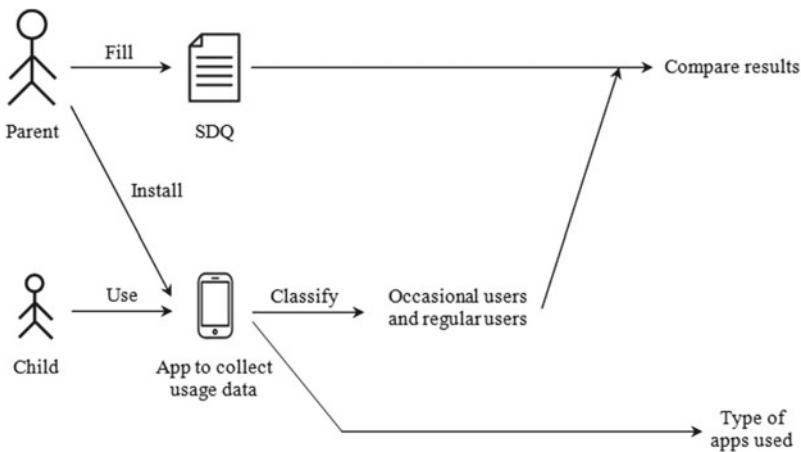 Fill
Compare results
Parent
SDQ
Install
Use
Classify
Occasional users
and regular users
Child
App to collect
usage data
Type of
apps used